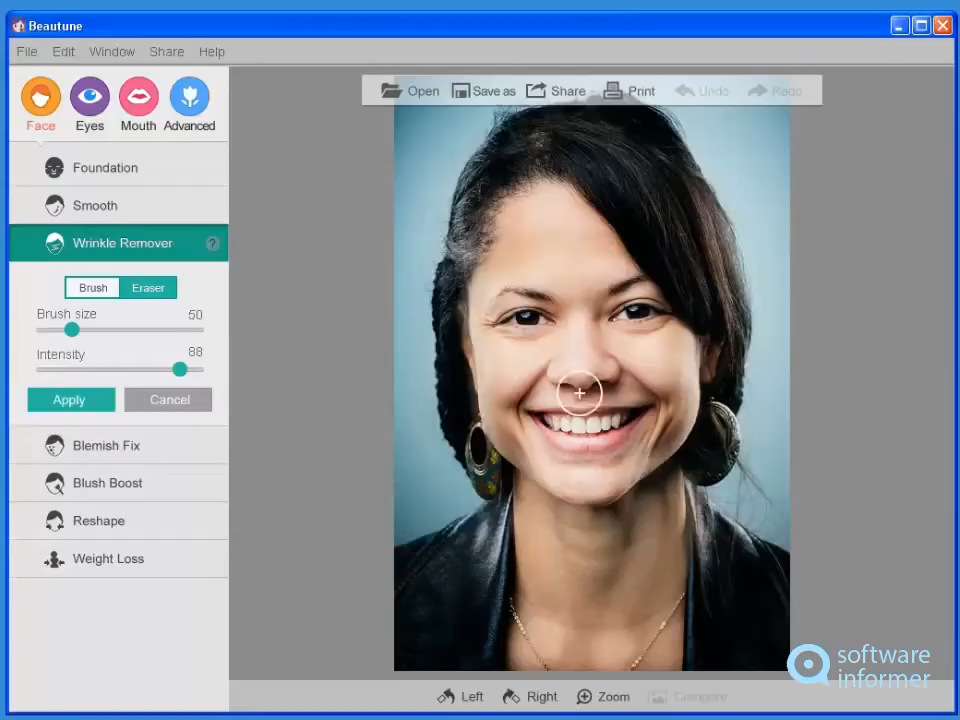 Beautune
File Edit Window Share Help
Open Save as Share Print Undo Redo
Face Eyes Mouth Advanced
Foundation
Smooth
Wrinkle Remover ?
Brush Eraser
Brush size 50
Intensity 88
Apply Cancel
Blemish Fix
Blush Boost
Reshape
Weight Loss
software
informer
Left Right Zoom Compare